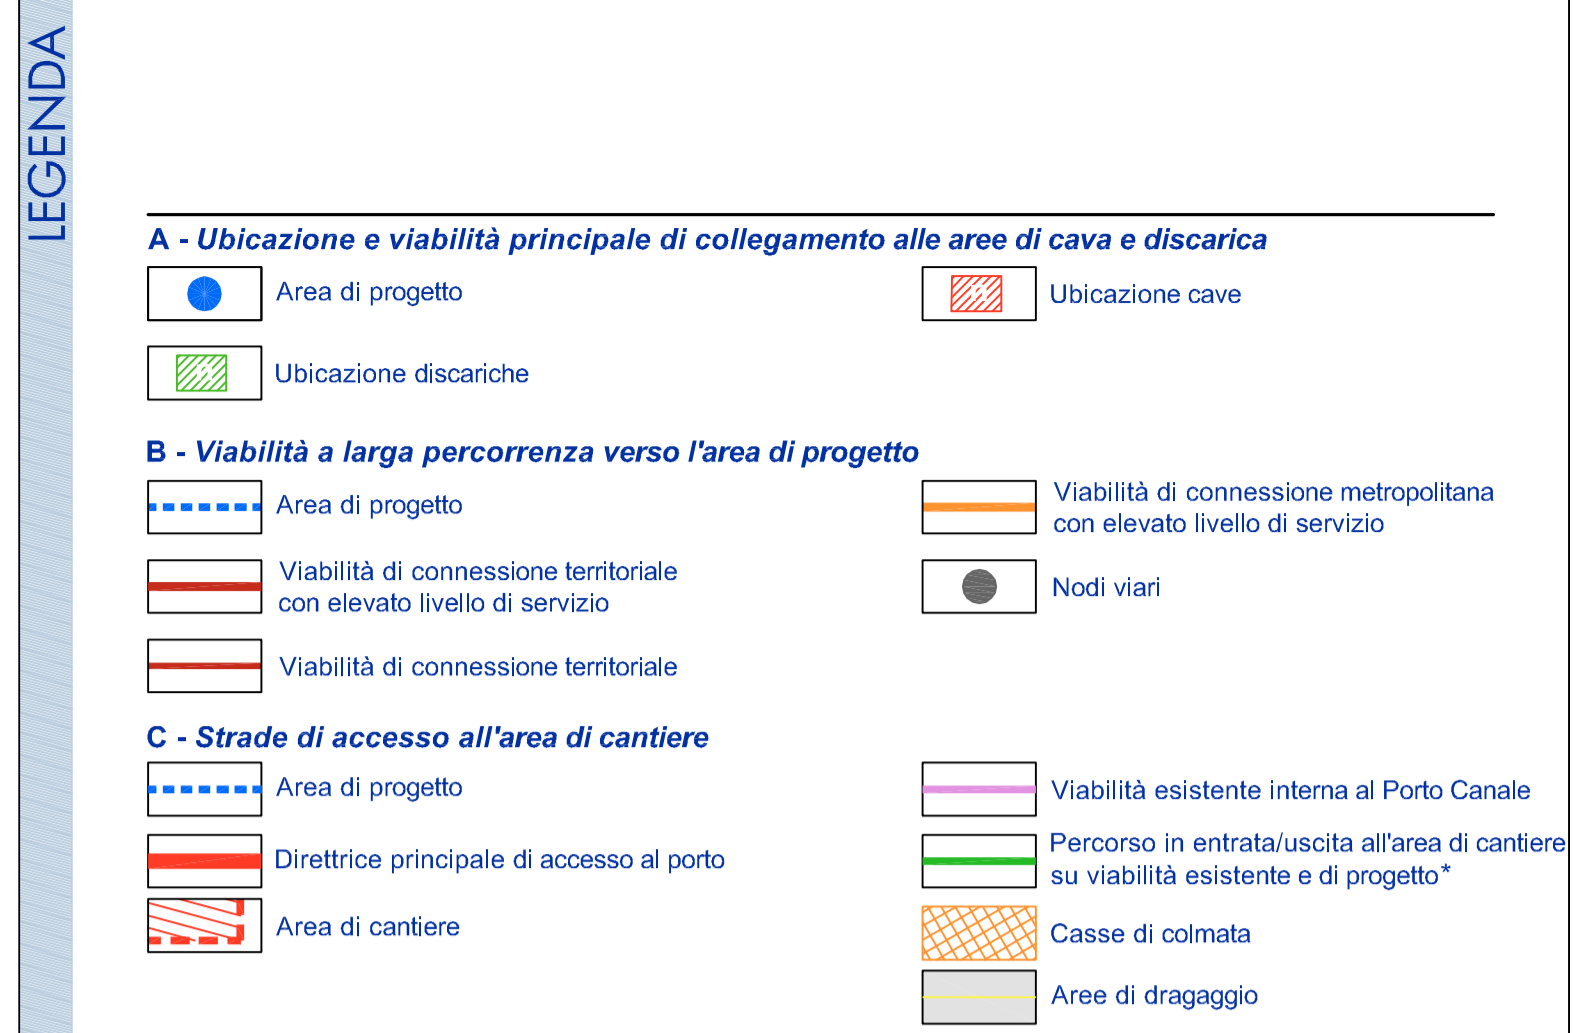 LEGENDA
A - Ubicazione e viabilità principale di collegamento alle aree di cava e discarica
Area di progetto
Ubicazione cave
Ubicazione discariche
B - Viabilità a larga percorrenza verso l'area di progetto
Area di progetto
Viabilità di connessione metropolitana
con elevato livello di servizio
Viabilità di connessione territoriale
con elevato livello di servizio
Nodi viari
Viabilità di connessione territoriale
C - Strade di accesso all'area di cantiere
Area di progetto
Viabilità esistente interna al Porto Canale
Direttrice principale di accesso al porto
Percorso in entrata/uscita all'area di cantiere
su viabilità esistente e di progetto*
Area di cantiere
Casse di colmata
Aree di dragaggio